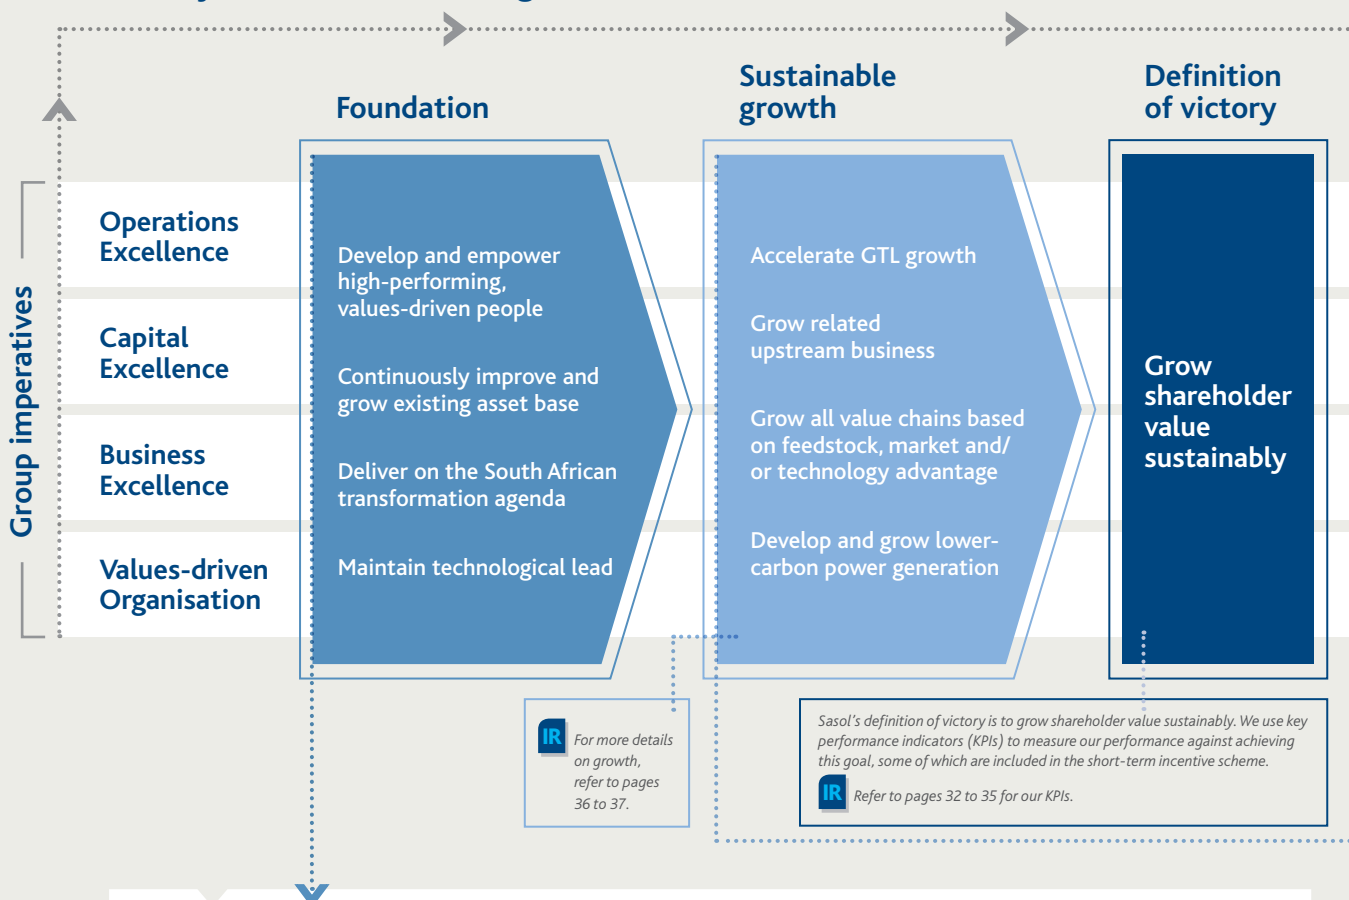 Foundation
Sustainable
growth
Definition
of victory
Group imperatives
Operations
Excellence
Capital
Excellence
Business
Excellence
Values-driven
Organisation
Develop and empower
high-performing,
values-driven people
Continuously improve and
grow existing asset base
Deliver on the South African
transformation agenda
Maintain technological lead
Accelerate GTL growth
Grow related
upstream business
Grow all value chains based
on feedstock, market and/
or technology advantage
Develop and grow lower-
carbon power generation
Grow
shareholder
value
sustainably
IR
For more details
on growth,
refer to pages
36 to 37.
Sasol's definition of victory is to grow shareholder value sustainably. We use key
performance indicators (KPIs) to measure our performance against achieving
this goal, some of which are included in the short-term incentive scheme.
IR Refer to pages 32 to 35 for our KPIs.